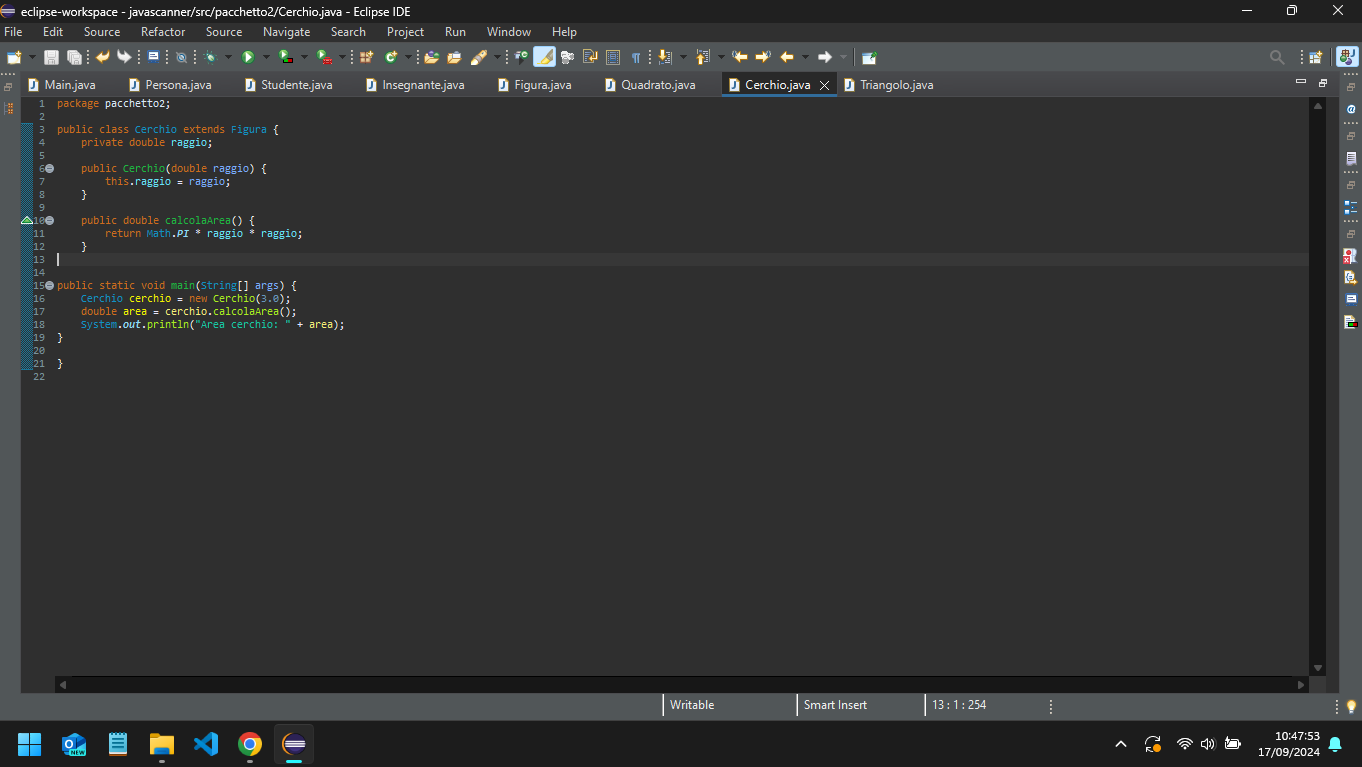 eclipse-workspace - javascanner/src/pacchetto2/Cerchio.java - Eclipse IDE
File Edit Source Refactor Source Navigate Search Project Run Window Help
Main.java Persona.java Studente.java Insegnante.java Figura.java Quadrato.java Cerchio.java Triangolo.java
1 package pacchetto2;
2
3 public class Cerchio extends Figura {
4 private double raggio;
5
6 public Cerchio(double raggio) {
7 this.raggio = raggio;
8 }
9
10 public double calcolaArea() {
11 return Math.PI * raggio * raggio;
12 }
13
14
15 public static void main(String[] args) {
16 Cerchio cerchio = new Cerchio(3.0);
17 double area = cerchio.calcolaArea();
18 System.out.println("Area cerchio: " + area);
19 }
20
21 }
22
Writable Smart Insert 13 : 1 : 254
NEW
10:47:53
17/09/2024